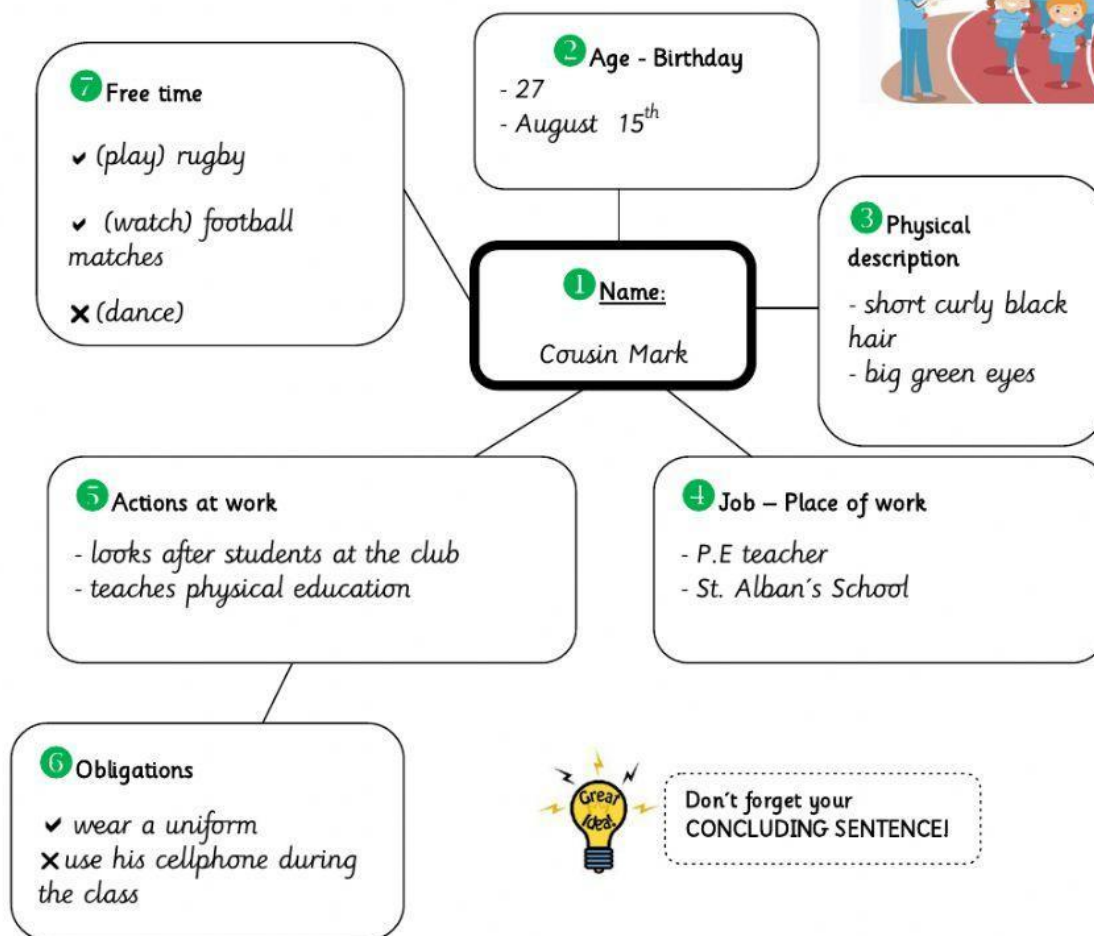 7 Free time
✔ (play) rugby
✔ (watch) football
matches
✖ (dance)
2 Age - Birthday
- 27
- August 15th
3 Physical
description
- short curly black
hair
- big green eyes
1 Name:
Cousin Mark
5 Actions at work
- looks after students at the club
- teaches physical education
4 Job – Place of work
- P.E teacher
- St. Alban´s School
6 Obligations
✔ wear a uniform
✖ use his cellphone during
the class
Great
Idea!
Don´t forget your
CONCLUDING SENTENCE!